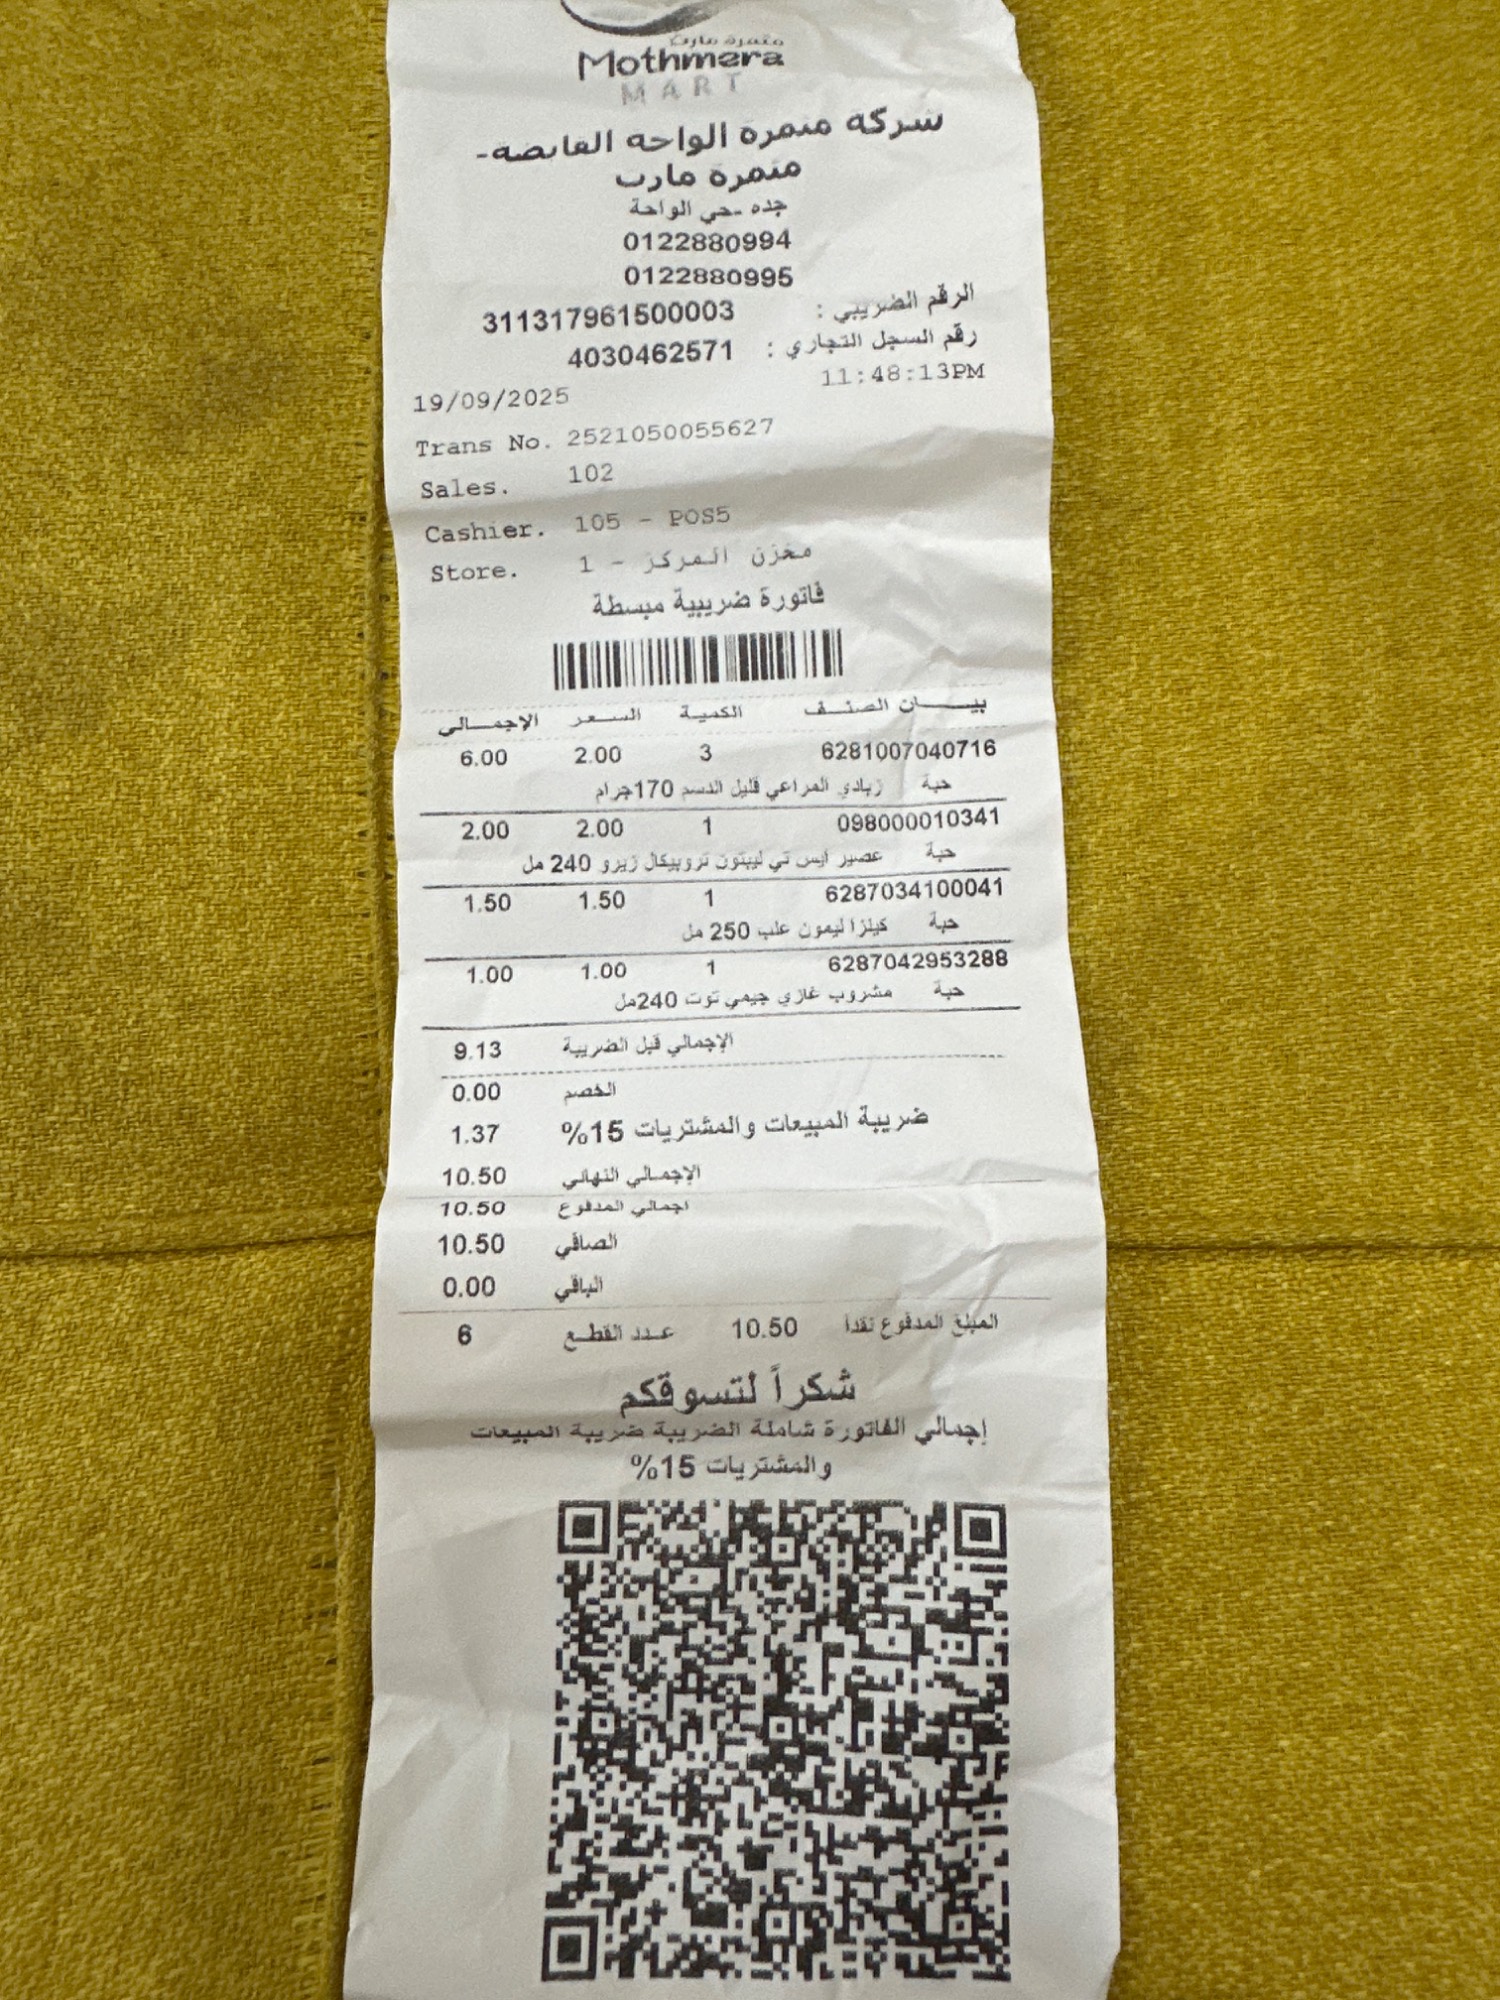 متمرة مارت
Mothmera
MART
شركة متمرة الواحة القابضة-
متمرة مارت
جده -حي الواحة
0122880994
0122880995
الرقم الضريبي : 311317961500003
رقم السجل التجاري : 4030462571
19/09/2025 11:48:13PM
Trans No. 2521050055627
Sales. 102
Cashier. 105 - POS5
Store. 1 - مخزن المركز
فاتورة ضريبية مبسطة
بيـــان الصنف الكمية السعر الإجمالي
6281007040716 3 2.00 6.00
حبة زبادي المراعي قليل الدسم 170جرام
098000010341 1 2.00 2.00
حبة عصير ايس تي ليبتون تروبيكال زيرو 240 مل
6287034100041 1 1.50 1.50
حبة كيلزا ليمون علب 250 مل
6287042953288 1 1.00 1.00
حبة مشروب غازي جيمي توت 240مل
الإجمالي قبل الضريبة 9.13
الخصم 0.00
ضريبة المبيعات والمشتريات 15% 1.37
الإجمالي النهائي 10.50
اجمالي المدفوع 10.50
الصافي 10.50
الباقي 0.00
المبلغ المدفوع نقدا 10.50 عدد القطع 6
شكراً لتسوقكم
إجمالي الفاتورة شاملة الضريبة ضريبة المبيعات
والمشتريات 15%